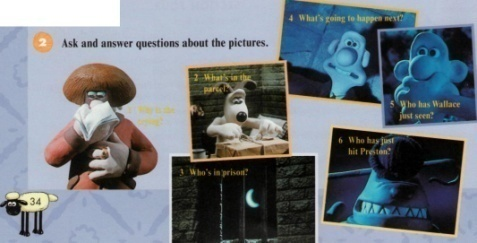 2 Ask and answer questions about the pictures.
1 Why is she
crying?
2 What's in the
parcel?
3 Who's in prison?
4 What's going to happen next?
5 Who has Wallace
just seen?
6 Who has just
hit Preston?
34